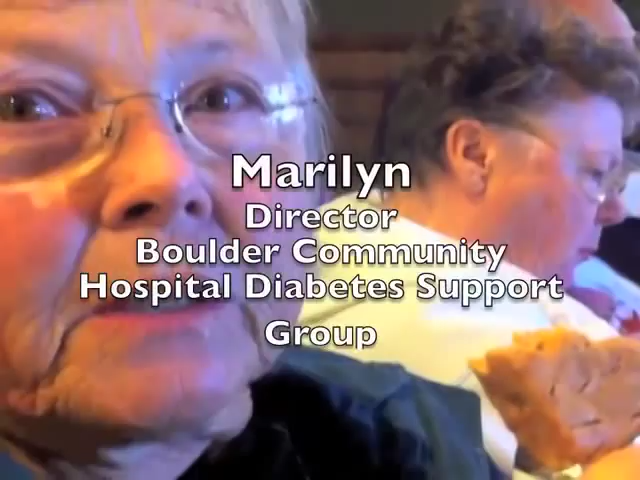 Marilyn
Director
Boulder Community
Hospital Diabetes Support
Group